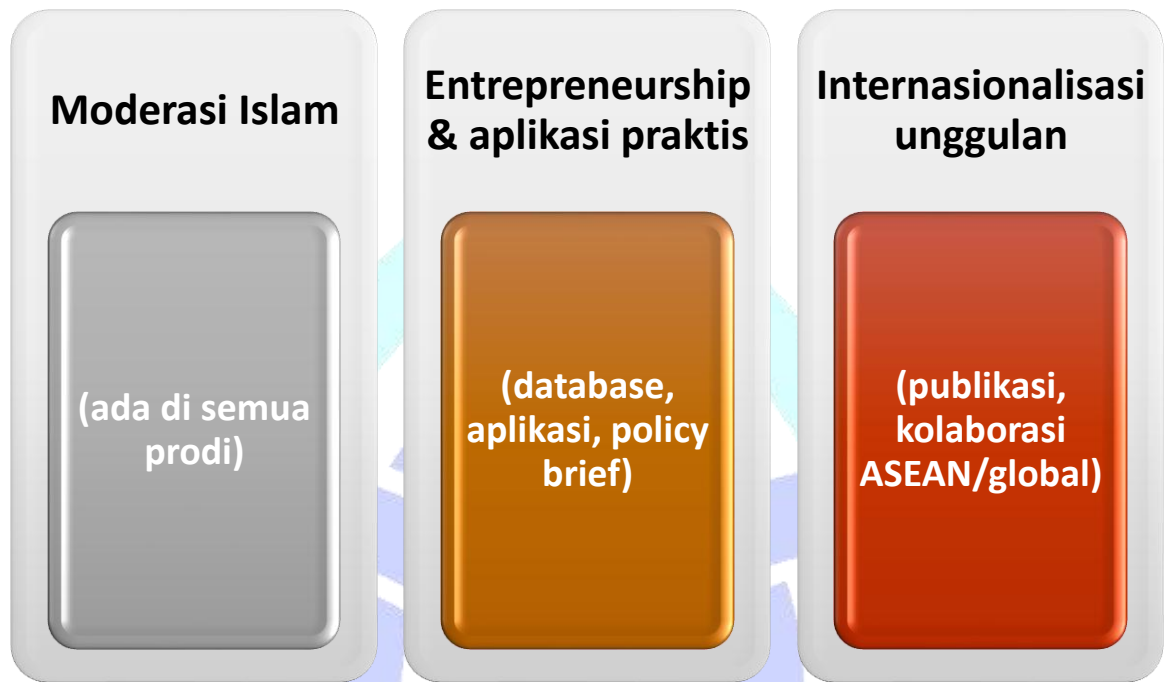 Moderasi Islam
(ada di semua
prodi)
Entrepreneurship
& aplikasi praktis
(database,
aplikasi, policy
brief)
Internasionalisasi
unggulan
(publikasi,
kolaborasi
ASEAN/global)